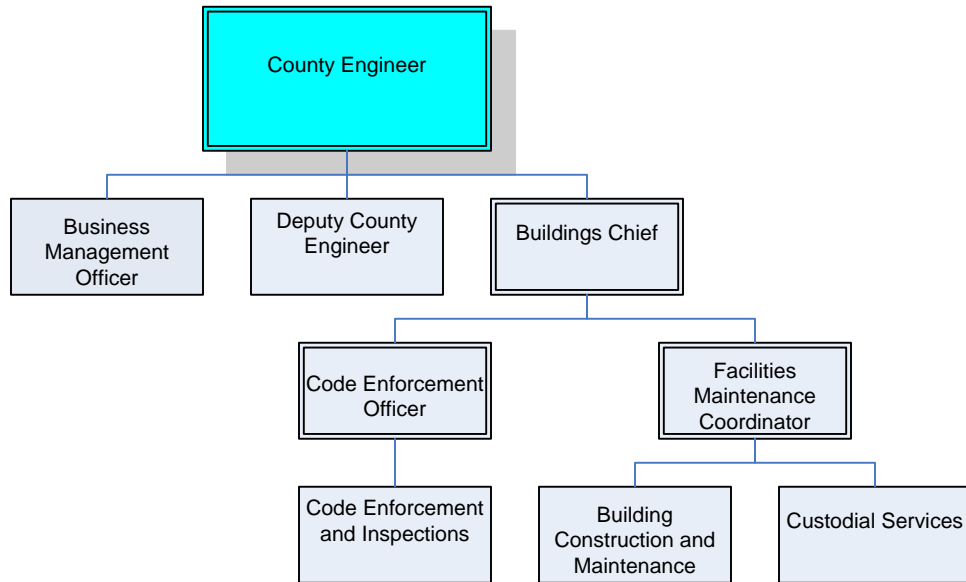 County Engineer
Business
Management
Officer
Deputy County
Engineer
Buildings Chief
Code Enforcement
Officer
Facilities
Maintenance
Coordinator
Code Enforcement
and Inspections
Building
Construction and
Maintenance
Custodial Services